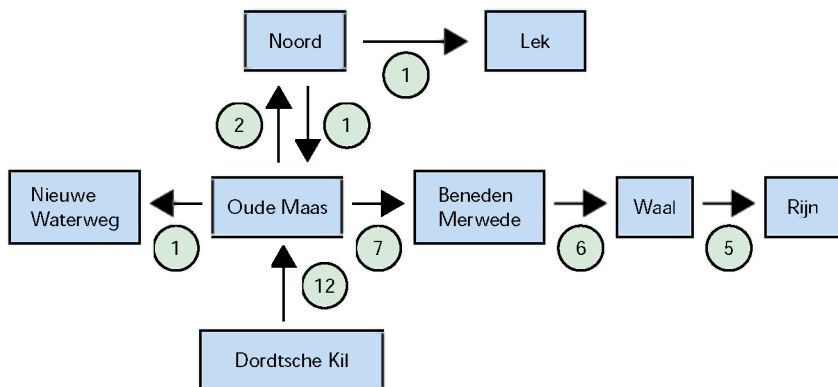 Noord
Lek
1
2
1
Nieuwe
Waterweg
Oude Maas
Beneden
Merwede
Waal
Rijn
1
7
6
5
12
Dordtsche Kil